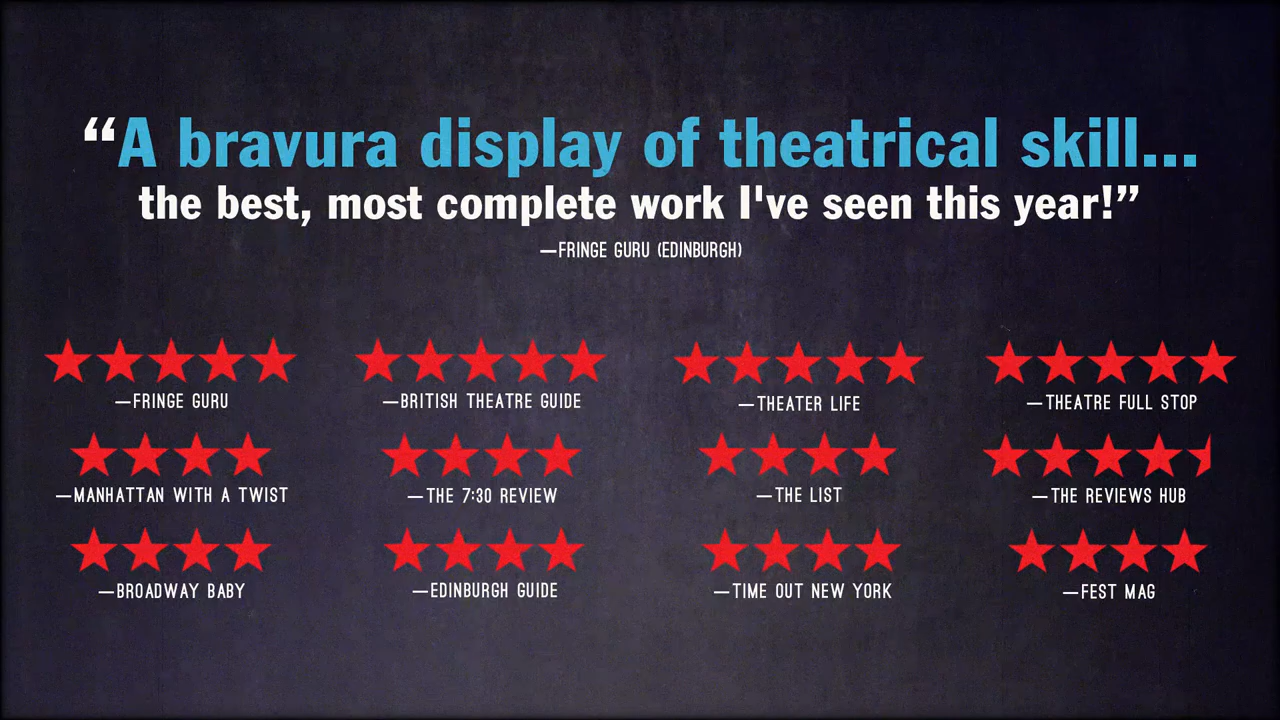 “A bravura display of theatrical skill...
the best, most complete work I've seen this year!”
—FRINGE GURU (EDINBURGH)
—FRINGE GURU
—BRITISH THEATRE GUIDE
—THEATER LIFE
—THEATRE FULL STOP
—MANHATTAN WITH A TWIST
—THE 7:30 REVIEW
—THE LIST
—THE REVIEWS HUB
—BROADWAY BABY
—EDINBURGH GUIDE
—TIME OUT NEW YORK
—FEST MAG